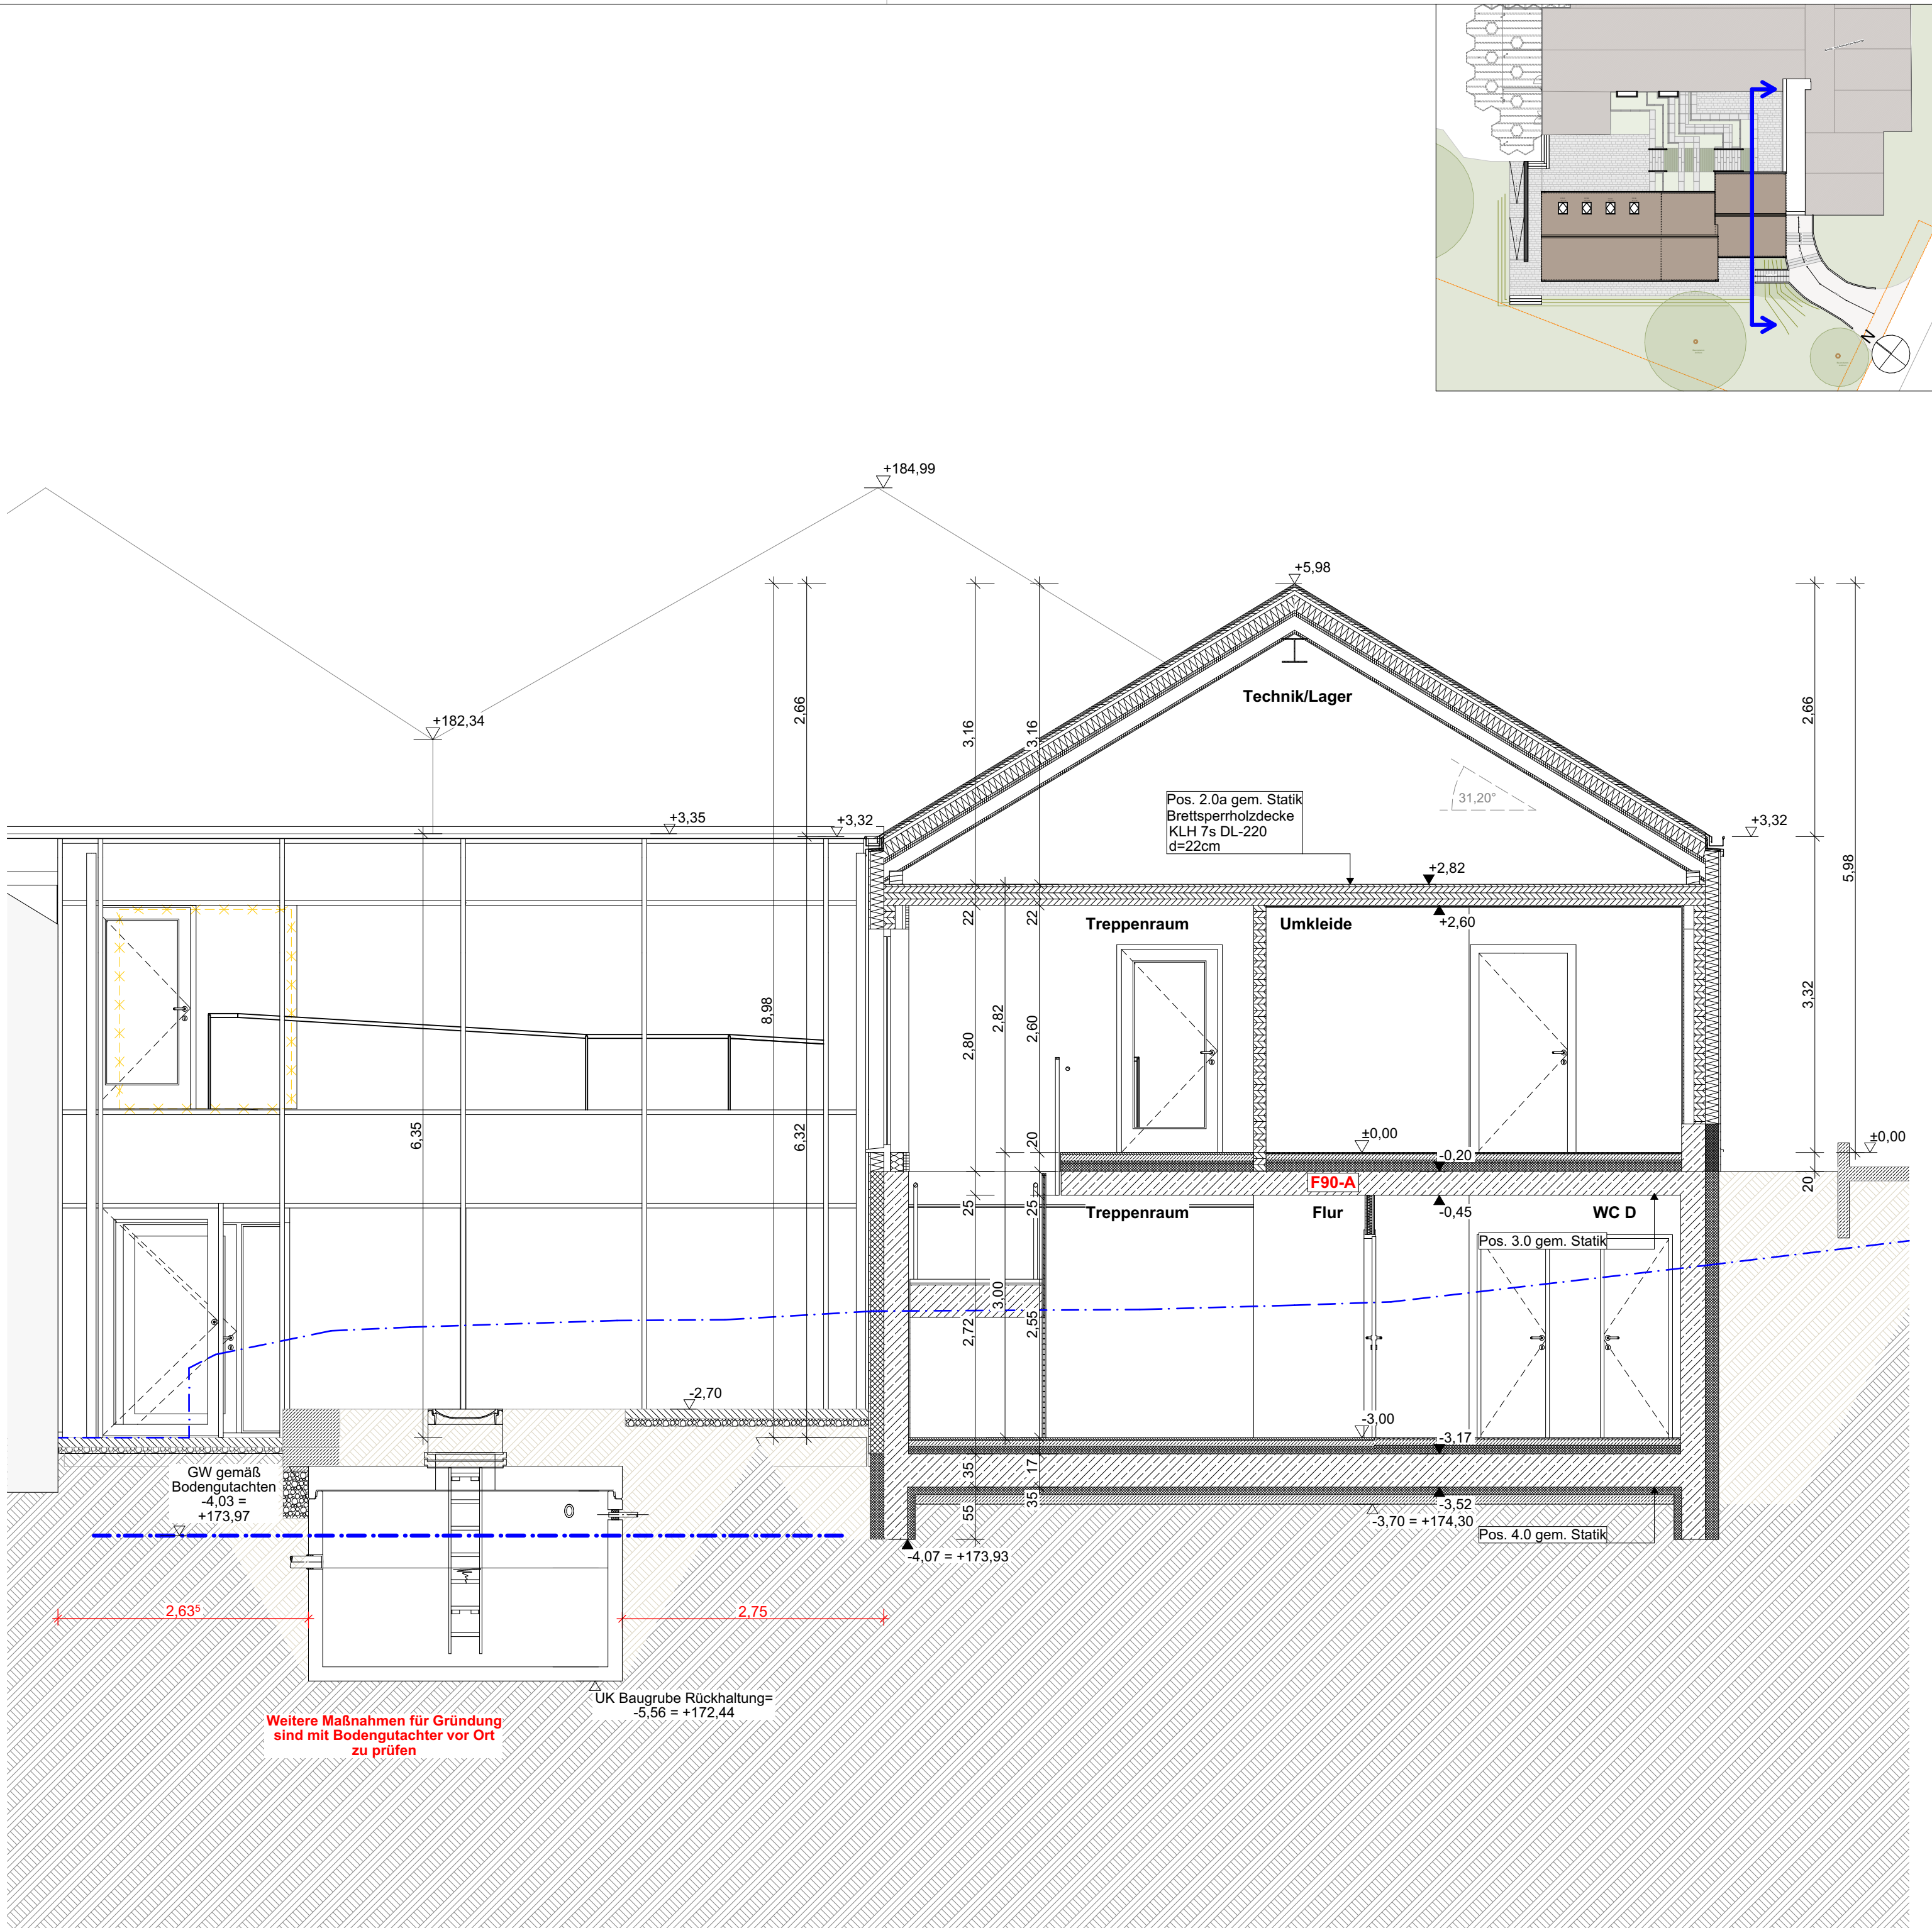 N
+184,99
+5,98
+182,34
2,66
3,16
3,16
Technik/Lager
2,66
31,20°
Pos. 2.0a gem. Statik
Brettsperrholzdecke
KLH 7s DL-220
d=22cm
+3,35
+3,32
+3,32
5,98
+2,82
22
22
Treppenraum
Umkleide
+2,60
8,98
2,82
2,80
2,60
3,32
6,35
6,32
20
±0,00
-0,20
±0,00
F90-A
20
25
25
Treppenraum
Flur
-0,45
WC D
Pos. 3.0 gem. Statik
3,00
2,72
2,55
-2,70
-3,00
-3,17
35
17
GW gemäß
Bodengutachten
-4,03 =
+173,97
55
35
-3,52
-3,70 = +174,30
Pos. 4.0 gem. Statik
-4,07 = +173,93
2,63⁵
2,75
UK Baugrube Rückhaltung=
-5,56 = +172,44
Weitere Maßnahmen für Gründung
sind mit Bodengutachter vor Ort
zu prüfen